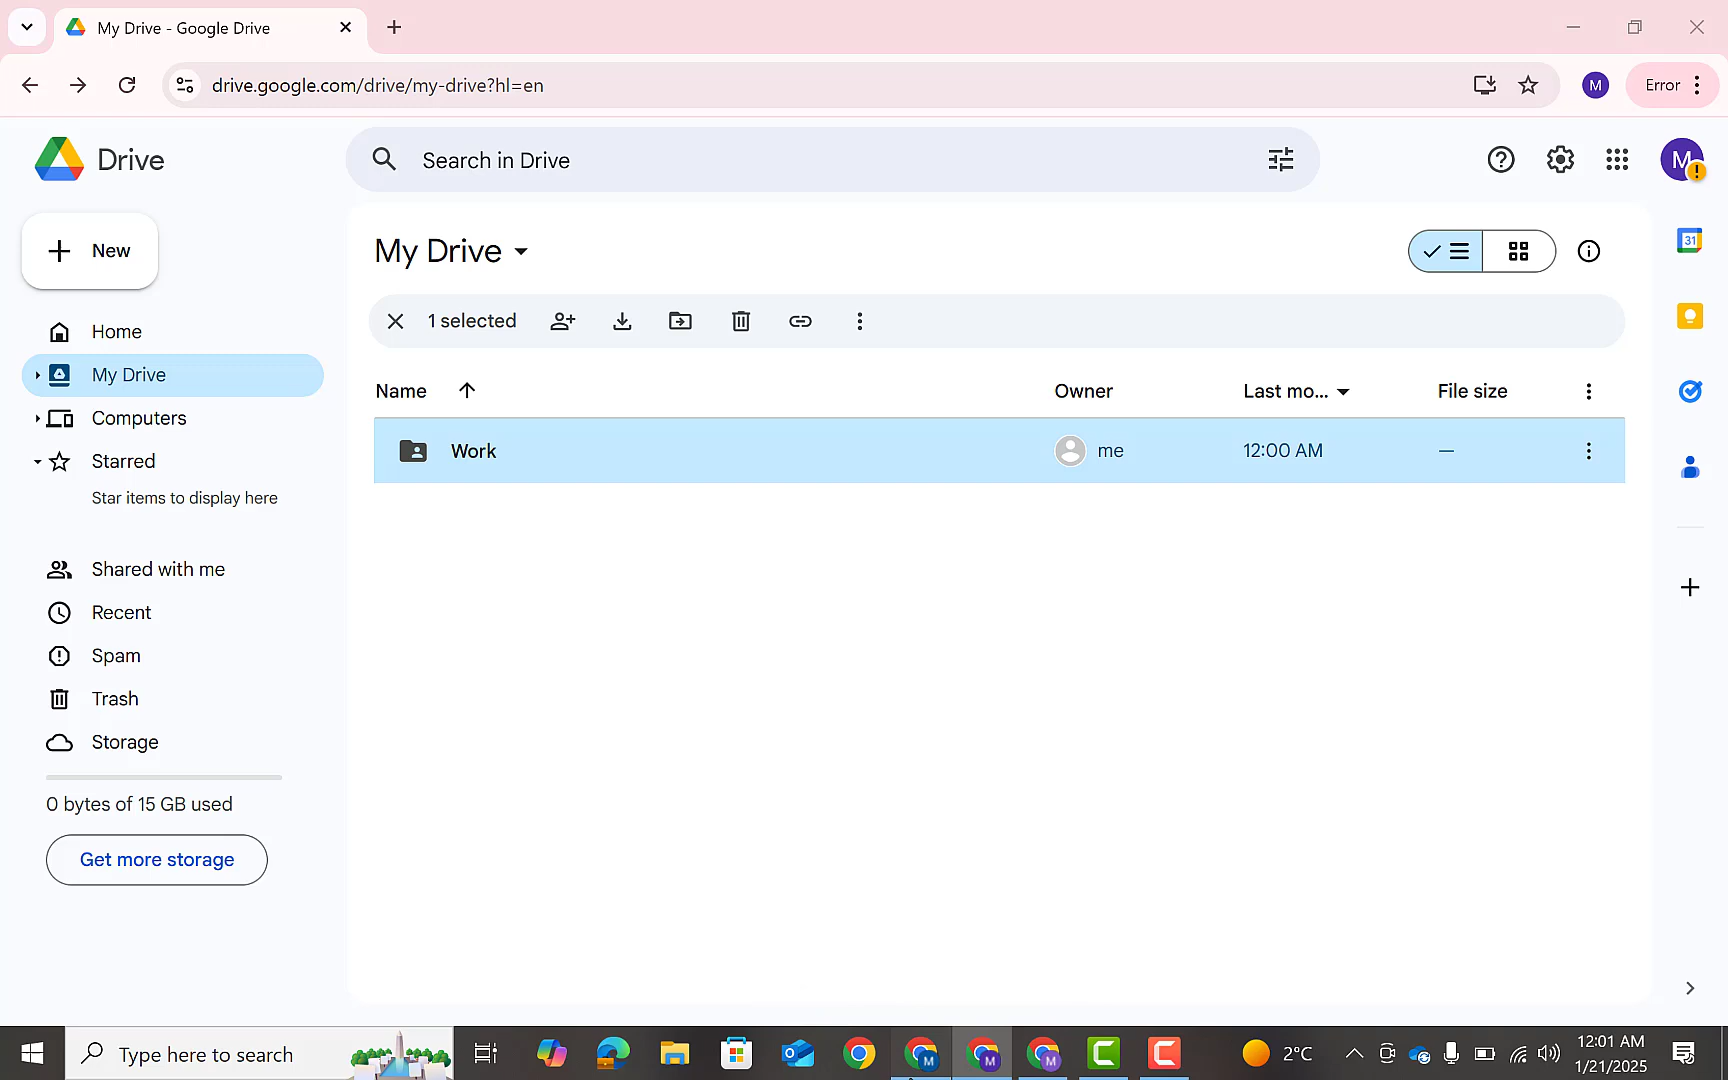 My Drive - Google Drive
drive.google.com/drive/my-drive?hl=en
M
Error
Drive
Search in Drive
M
New
My Drive
31
1 selected
Home
My Drive
Computers
Starred
Star items to display here
Shared with me
Recent
Spam
Trash
Storage
0 bytes of 15 GB used
Get more storage
Name
Owner
Last mo...
File size
Work
me
12:00 AM
—
Type here to search
M
M
M
2°C
12:01 AM
1/21/2025